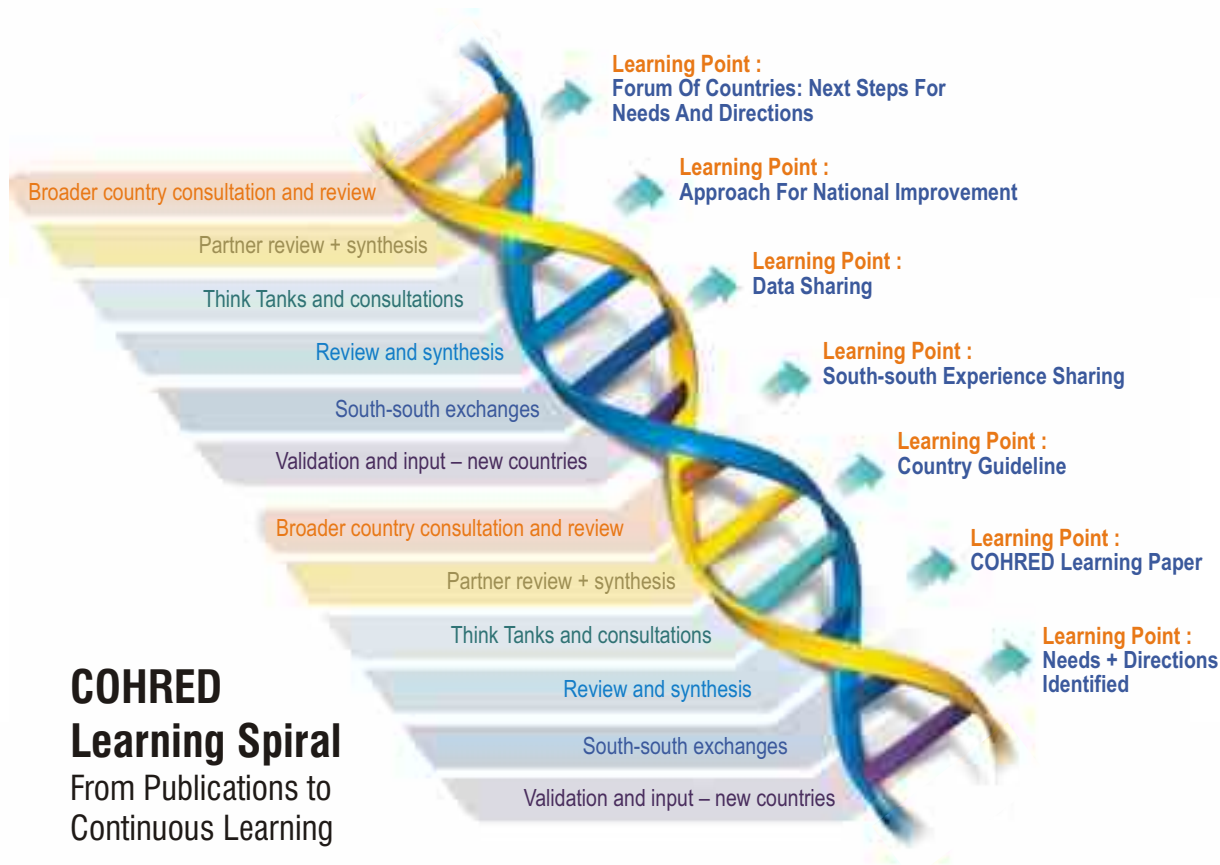 Learning Point :
Forum Of Countries: Next Steps For
Needs And Directions
Learning Point :
Approach For National Improvement
Broader country consultation and review
Partner review + synthesis
Learning Point :
Data Sharing
Think Tanks and consultations
Review and synthesis
Learning Point :
South-south Experience Sharing
South-south exchanges
Validation and input – new countries
Learning Point :
Country Guideline
Broader country consultation and review
Learning Point :
COHRED Learning Paper
Partner review + synthesis
Think Tanks and consultations
Learning Point :
Needs + Directions
Identified
Review and synthesis
South-south exchanges
Validation and input – new countries
COHRED
Learning Spiral
From Publications to
Continuous Learning